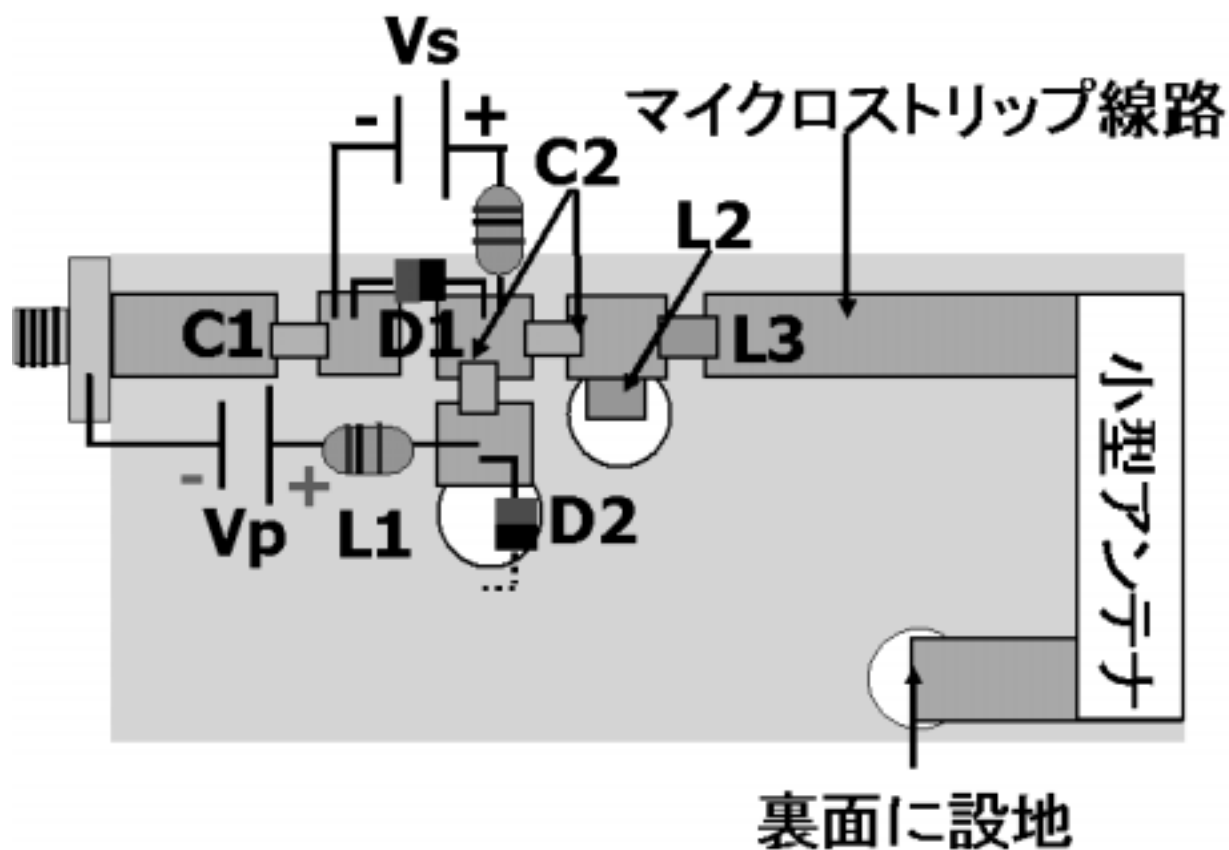 Vs
- +
マイクロストリップ線路
C2
L2
C1
D1
L3
小型アンテナ
- +
Vp
L1
D2
裏面に設地